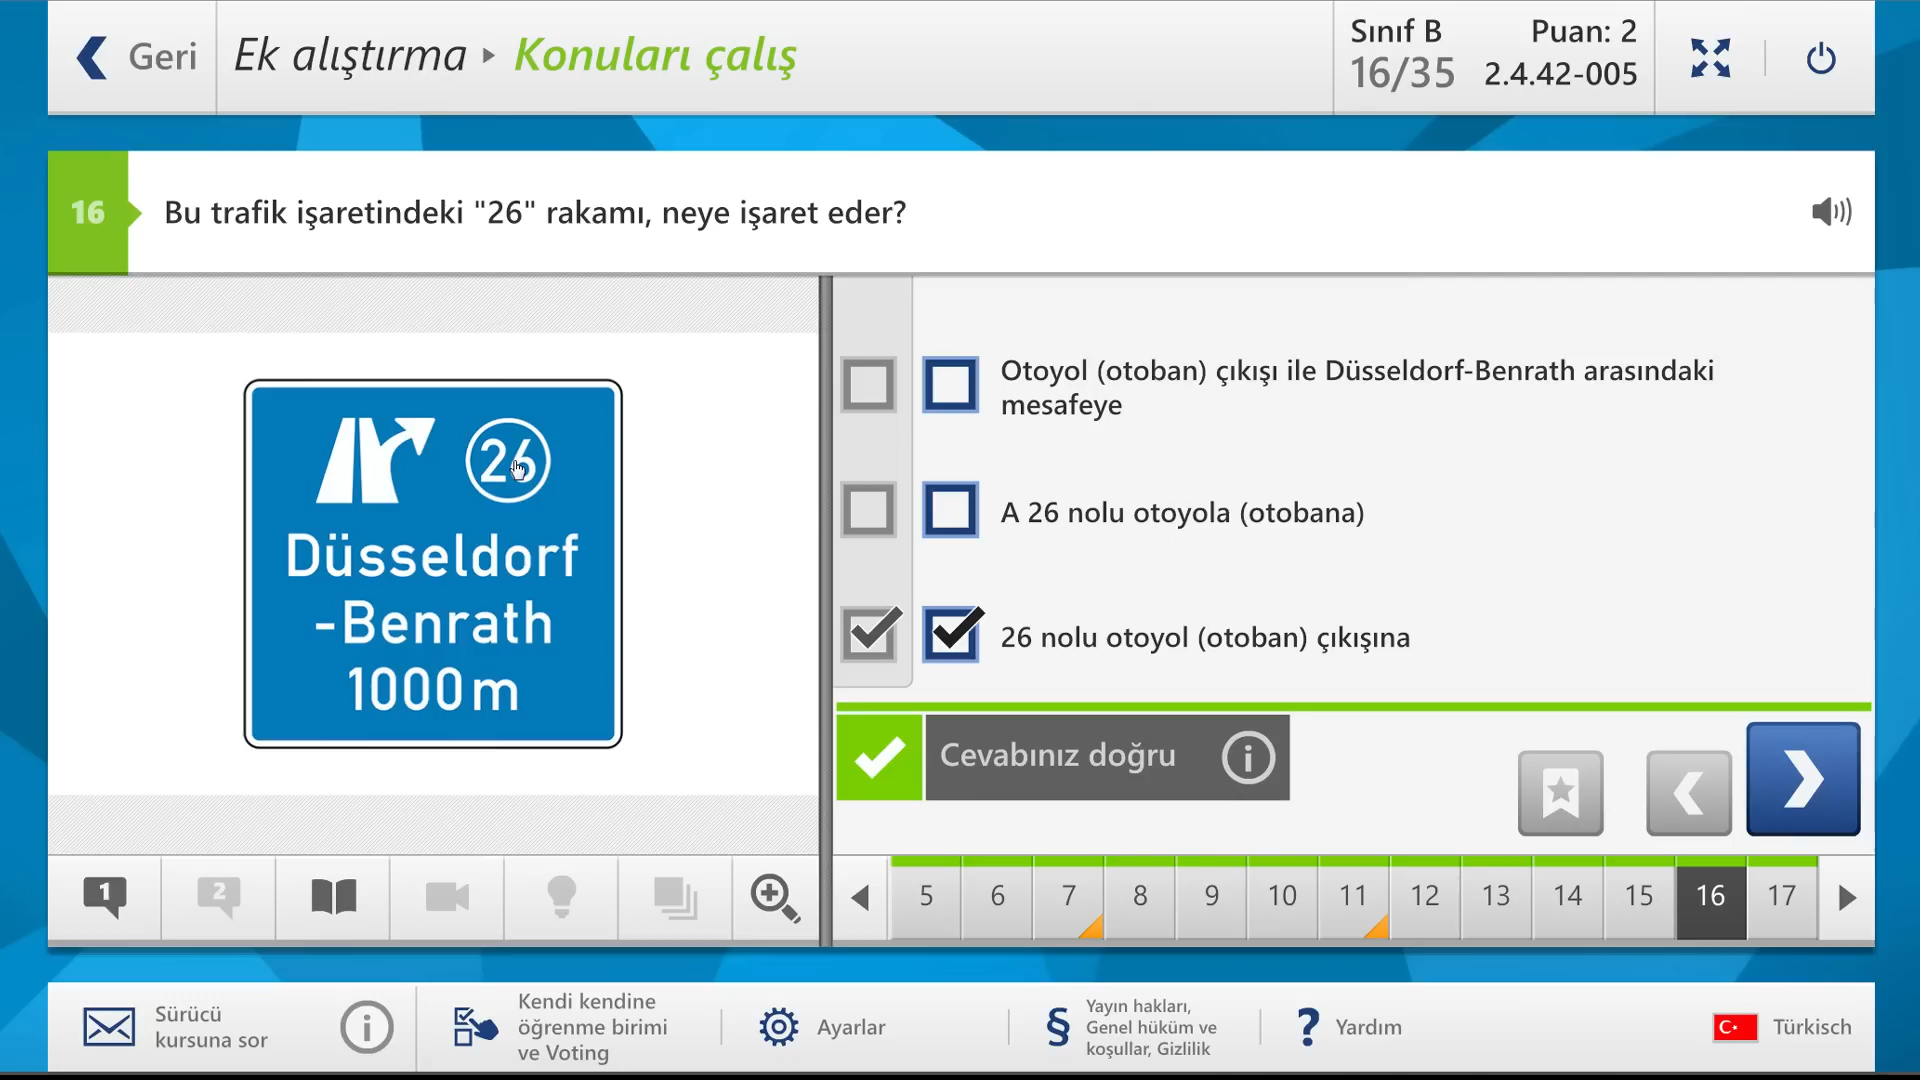 Geri
Ek alıştırma ▸ Konuları çalış
Sınıf B
16/35
Puan: 2
2.4.42-005
16
Bu trafik işaretindeki "26" rakamı, neye işaret eder?
26
Düsseldorf
-Benrath
1000 m
Otoyol (otoban) çıkışı ile Düsseldorf-Benrath arasındaki
mesafeye
A 26 nolu otoyola (otobana)
26 nolu otoyol (otoban) çıkışına
Cevabınız doğru
1
2
5 6 7 8 9 10 11 12 13 14 15 16 17
Sürücü
kursuna sor
Kendi kendine
öğrenme birimi
ve Voting
Ayarlar
§
Yayın hakları,
Genel hüküm ve
koşullar, Gizlilik
?
Yardım
Türkisch